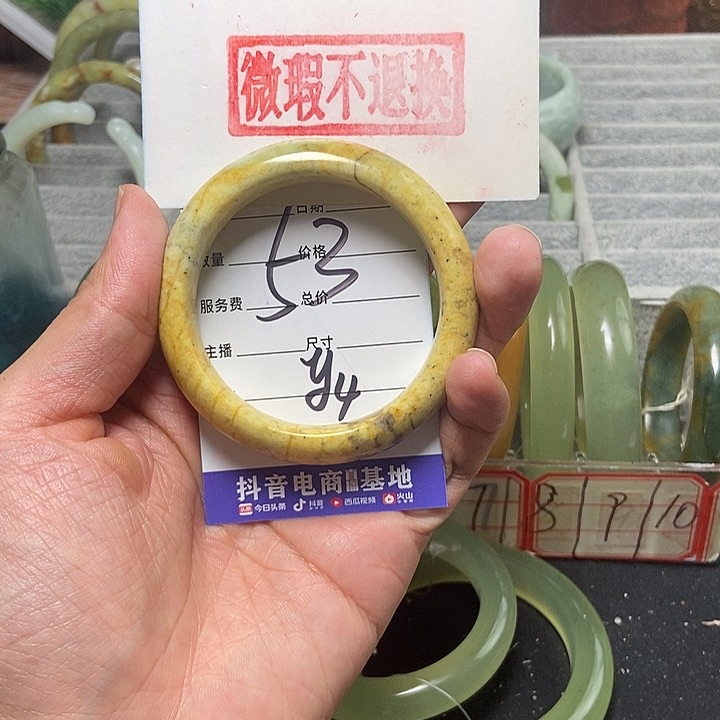 微瑕不退换
日期
数量 价格
53
服务费 总价
主播 尺寸
y4
抖音电商 基地
今日头条 抖音 西瓜视频 火山
7 8 9 10